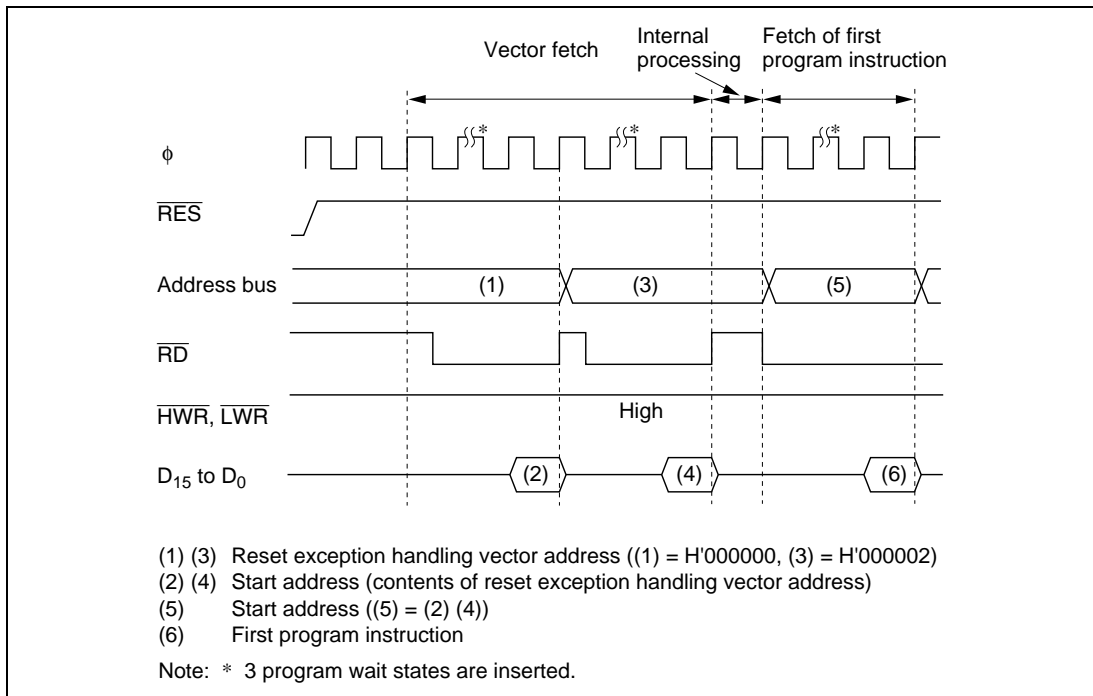 Vector fetch
Internal processing
Fetch of first program instruction
*
*
*
ϕ
RES
Address bus
(1)
(3)
(5)
RD
HWR, LWR
High
D15 to D0
(2)
(4)
(6)
(1) (3) Reset exception handling vector address ((1) = H'000000, (3) = H'000002)
(2) (4) Start address (contents of reset exception handling vector address)
(5) Start address ((5) = (2) (4))
(6) First program instruction
Note: * 3 program wait states are inserted.